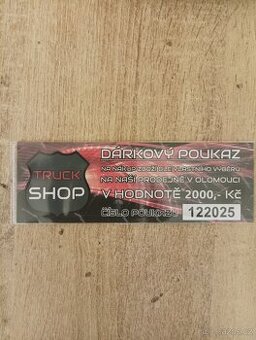 TRUCK
SHOP
DÁRKOVÝ POUKAZ
NA NÁKUP ZBOŽÍ DLE VLASTNÍHO VÝBĚRU
NA NAŠÍ PRODEJNĚ V OLOMOUCI
V HODNOTĚ 2000,- Kč
ČÍSLO POUKAZU 122025